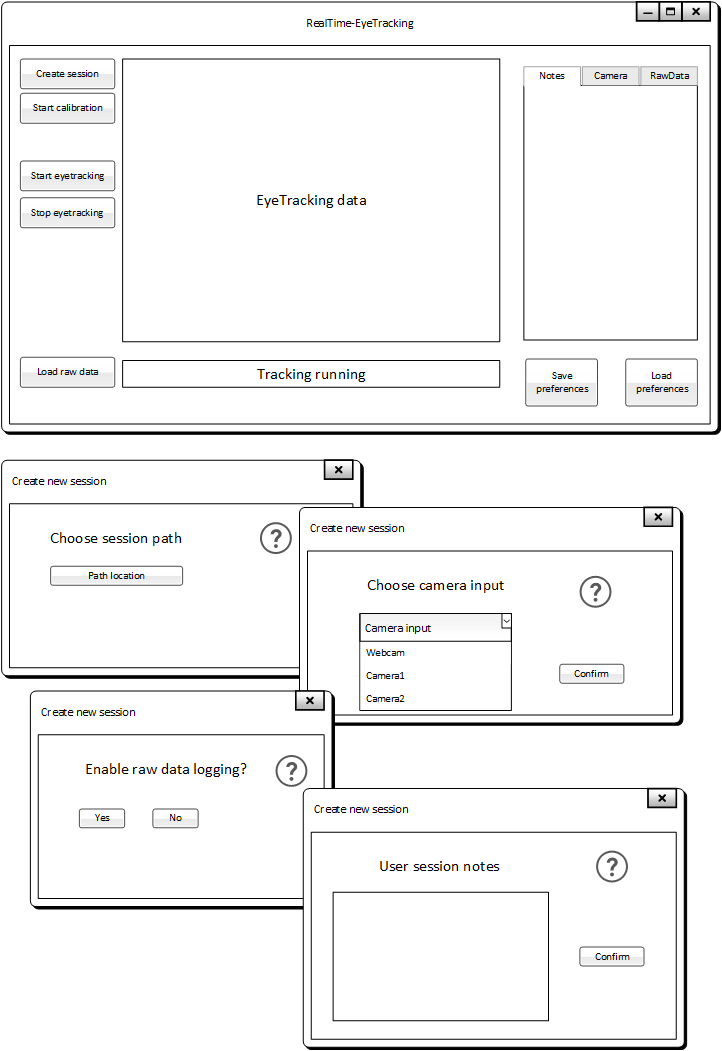 RealTime-EyeTracking
Create session
Start calibration
Start eyetracking
Stop eyetracking
Load raw data
EyeTracking data
Tracking running
Notes
Camera
RawData
Save
preferences
Load
preferences
Create new session
Choose session path
?
Path location
Create new session
Choose camera input
?
Camera input
Webcam
Camera1
Camera2
Confirm
Create new session
Enable raw data logging?
?
Yes
No
Create new session
User session notes
?
Confirm